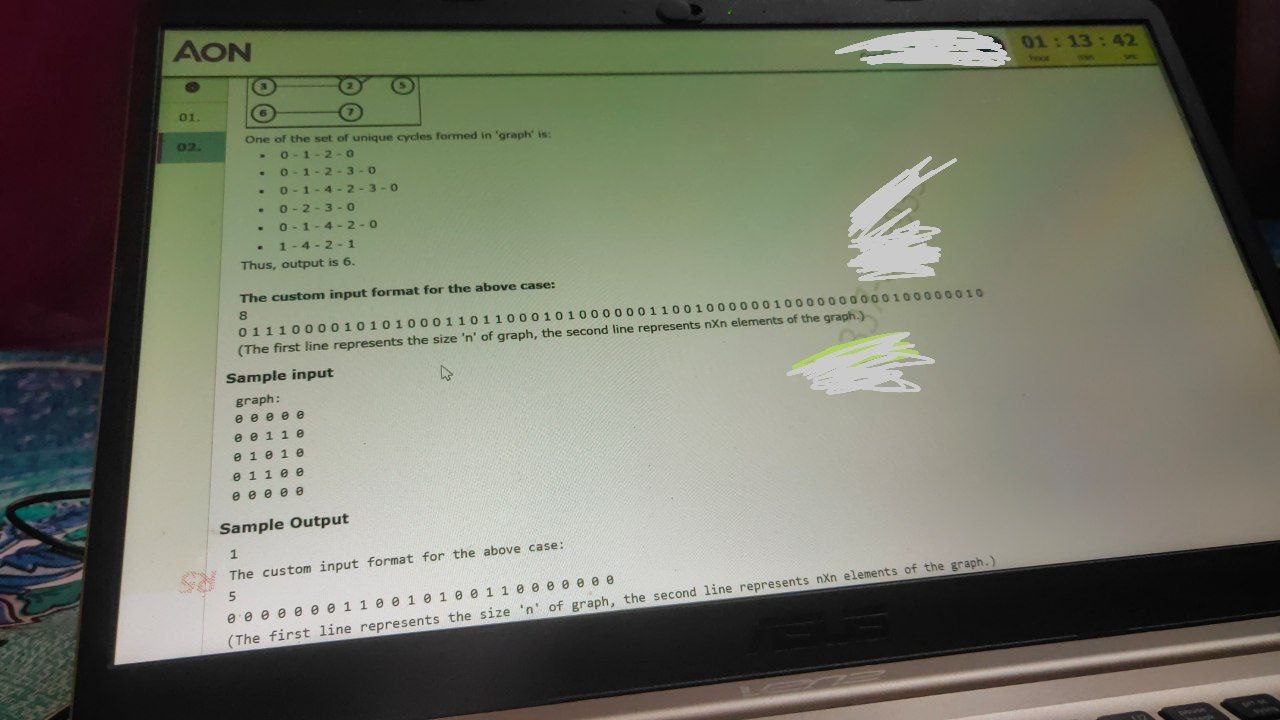 AON
01 : 13 : 42
hour min sec
3 2 5
01.
6 7
02.
One of the set of unique cycles formed in 'graph' is:
• 0 - 1 - 2 - 0
• 0 - 1 - 2 - 3 - 0
• 0 - 1 - 4 - 2 - 3 - 0
• 0 - 2 - 3 - 0
• 0 - 1 - 4 - 2 - 0
• 1 - 4 - 2 - 1
Thus, output is 6.
The custom input format for the above case:
8
0 1 1 1 0 0 0 0 1 0 1 0 1 0 0 0 1 1 0 1 1 0 0 0 1 0 1 0 0 0 0 0 0 1 1 0 0 1 0 0 0 0 0 0 1 0 0 0 0 0 0 0 0 0 0 1 0 0 0 0 0 0 1 0
(The first line represents the size 'n' of graph, the second line represents nXn elements of the graph.)
Sample input
graph:
0 0 0 0 0
0 0 1 1 0
0 1 0 1 0
0 1 1 0 0
0 0 0 0 0
Sample Output
1
The custom input format for the above case:
5
0 0 0 0 0 0 0 1 1 0 0 1 0 1 0 0 1 1 0 0 0 0 0 0 0
(The first line represents the size 'n' of graph, the second line represents nXn elements of the graph.)
ASUS